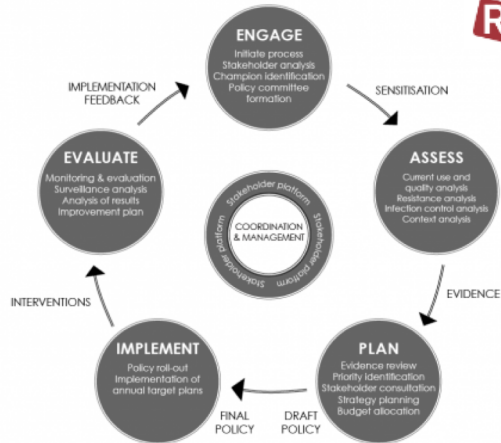 R
ENGAGE
Initiate process
Stakeholder analysis
Champion identification
Policy committee
formation
IMPLEMENTATION
FEEDBACK
SENSITISATION
EVALUATE
Monitoring & evaluation
Surveillance analysis
Analysis of results
Improvement plan
ASSESS
Current use and
quality analysis
Resistance analysis
Infection control analysis
Context analysis
Stakeholder platform
Stakeholder platform
Stakeholder platform
Stakeholder platform
COORDINATION
& MANAGEMENT
INTERVENTIONS
EVIDENCE
IMPLEMENT
Policy roll-out
Implementation of
annual target plans
PLAN
Evidence review
Priority identification
Stakeholder consultation
Strategy planning
Budget allocation
FINAL
POLICY
DRAFT
POLICY